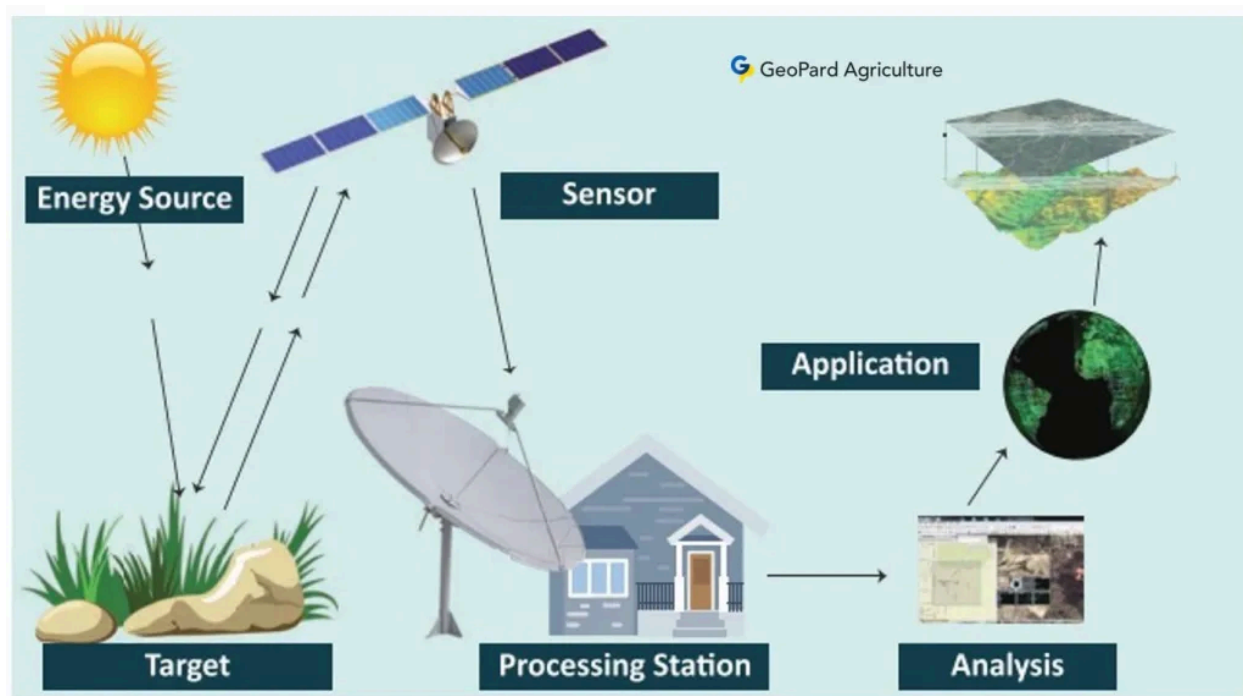 GeoPard Agriculture
Energy Source
Sensor
Application
Target
Processing Station
Analysis